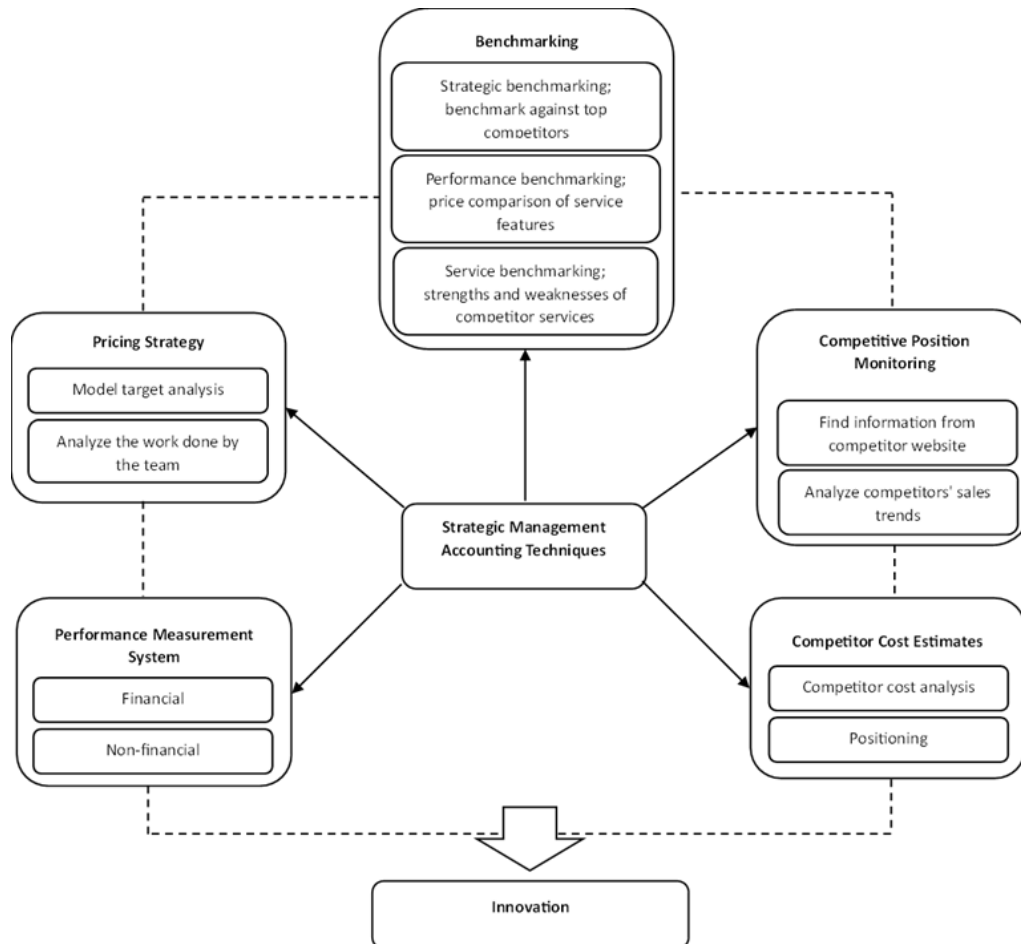 Benchmarking
Strategic benchmarking;
benchmark against top
competitors
Performance benchmarking;
price comparison of service
features
Service benchmarking;
strengths and weaknesses of
competitor services
Pricing Strategy
Model target analysis
Analyze the work done by
the team
Competitive Position
Monitoring
Find information from
competitor website
Analyze competitors' sales
trends
Strategic Management
Accounting Techniques
Performance Measurement
System
Financial
Non-financial
Competitor Cost Estimates
Competitor cost analysis
Positioning
Innovation